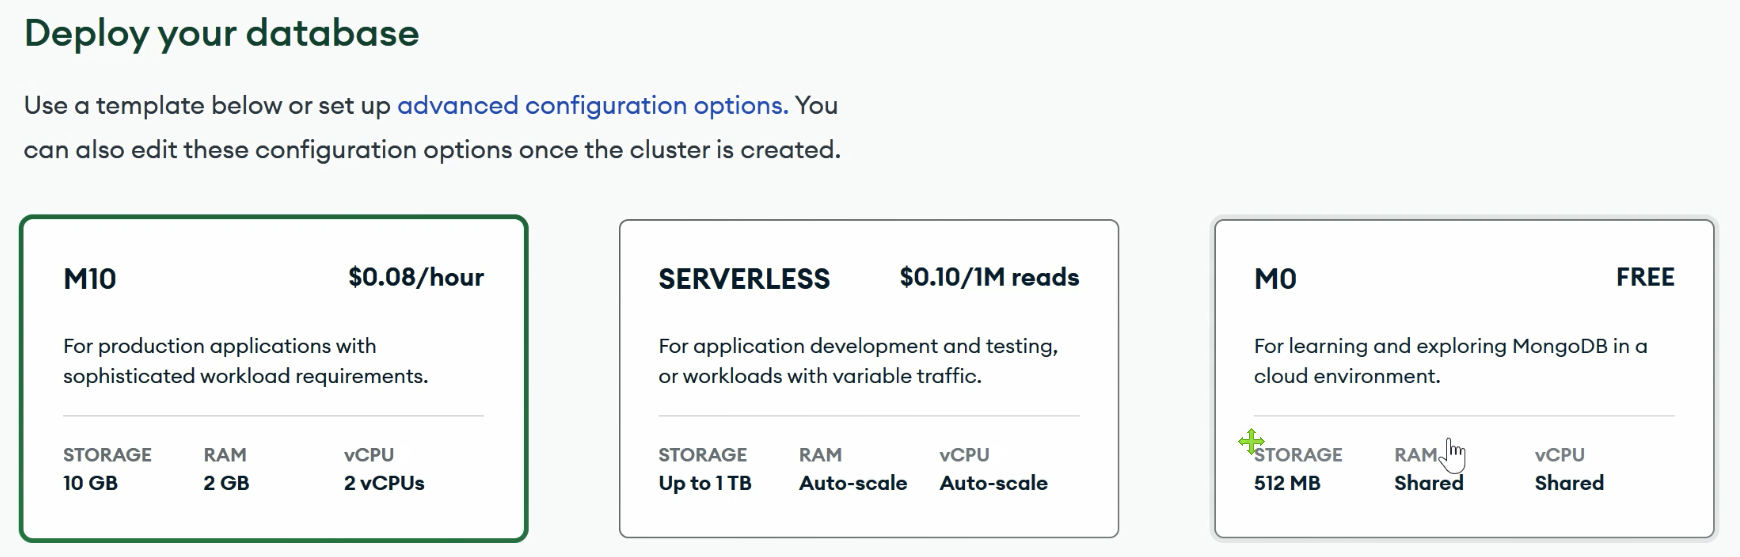 Deploy your database
Use a template below or set up advanced configuration options. You
can also edit these configuration options once the cluster is created.
M10 $0.08/hour
For production applications with
sophisticated workload requirements.
STORAGE RAM vCPU
10 GB 2 GB 2 vCPUs
SERVERLESS $0.10/1M reads
For application development and testing,
or workloads with variable traffic.
STORAGE RAM vCPU
Up to 1 TB Auto-scale Auto-scale
M0 FREE
For learning and exploring MongoDB in a
cloud environment.
STORAGE RAM vCPU
512 MB Shared Shared